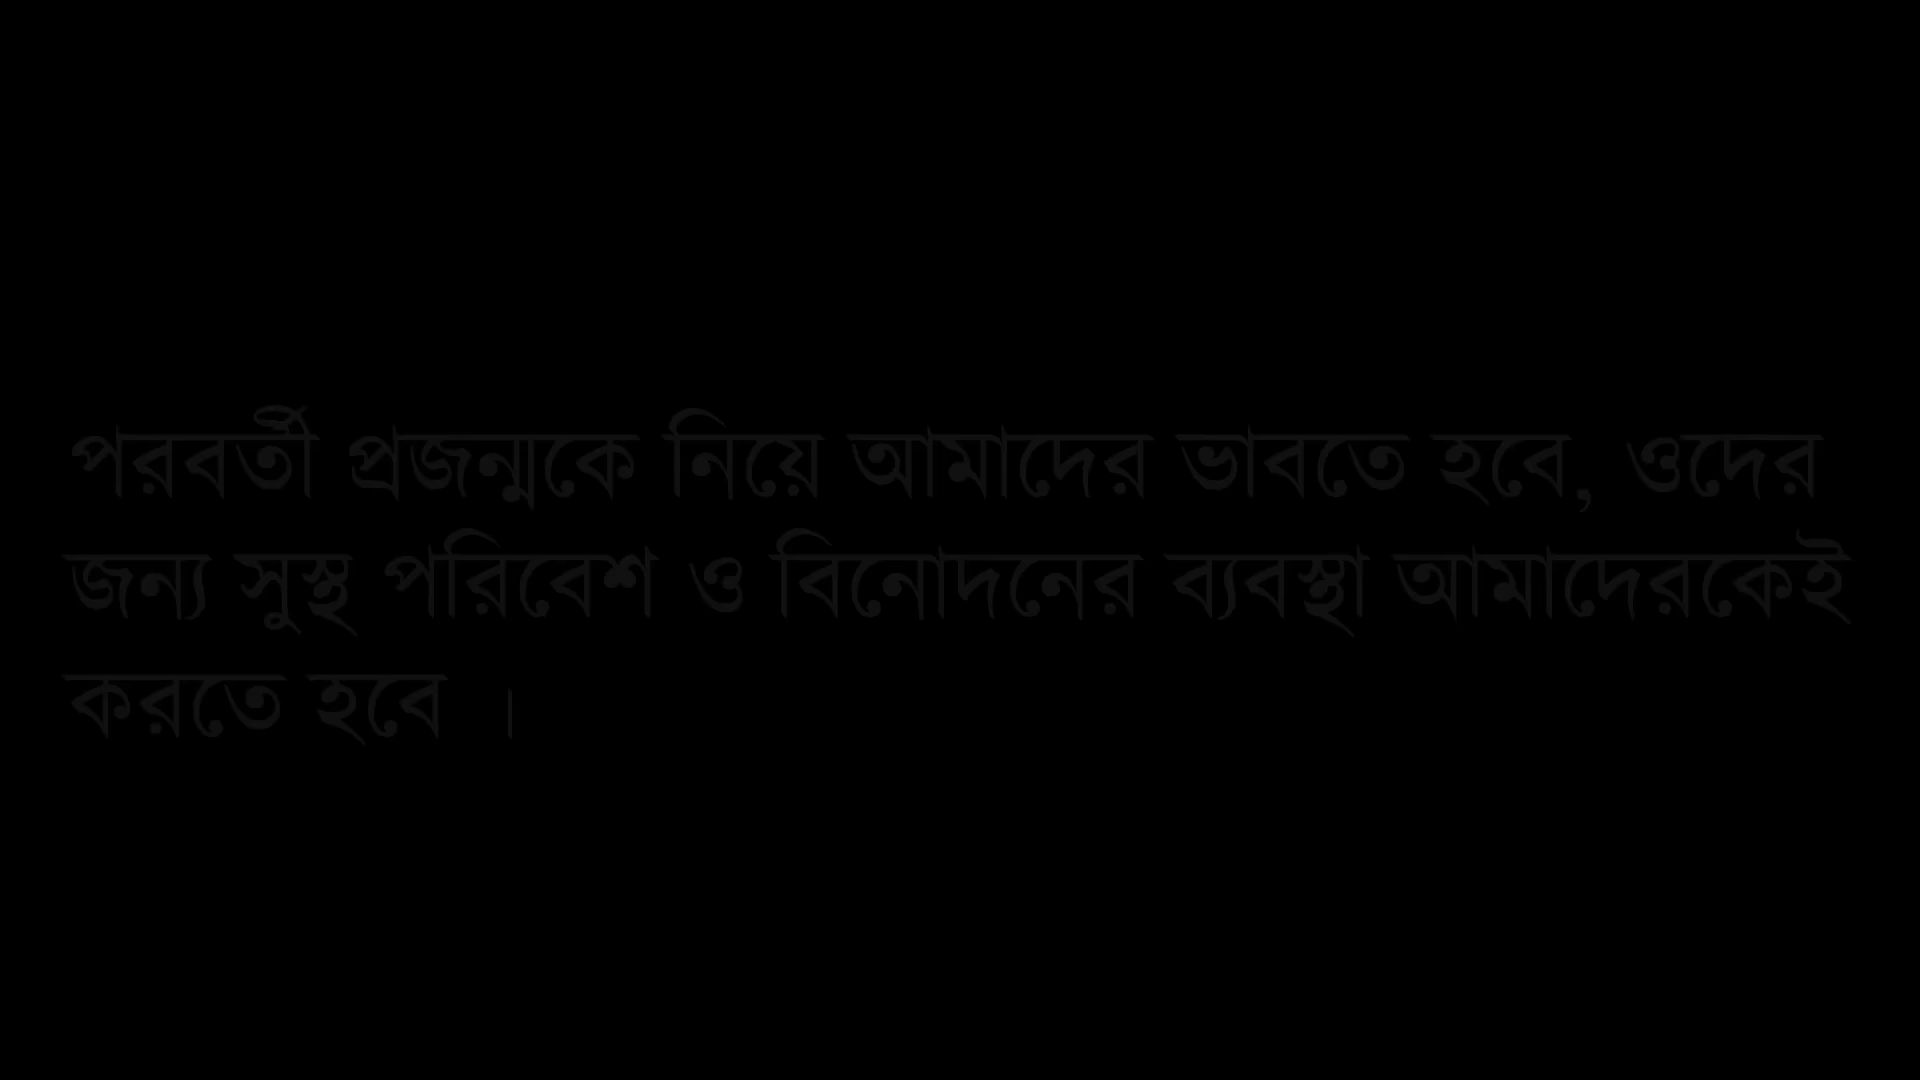 পরবর্তী প্রজন্মকে নিয়ে আমাদের ভাবতে হবে, ওদের
জন্য সুস্থ পরিবেশ ও বিনোদনের ব্যবস্থা আমাদেরকেই
করতে হবে ।